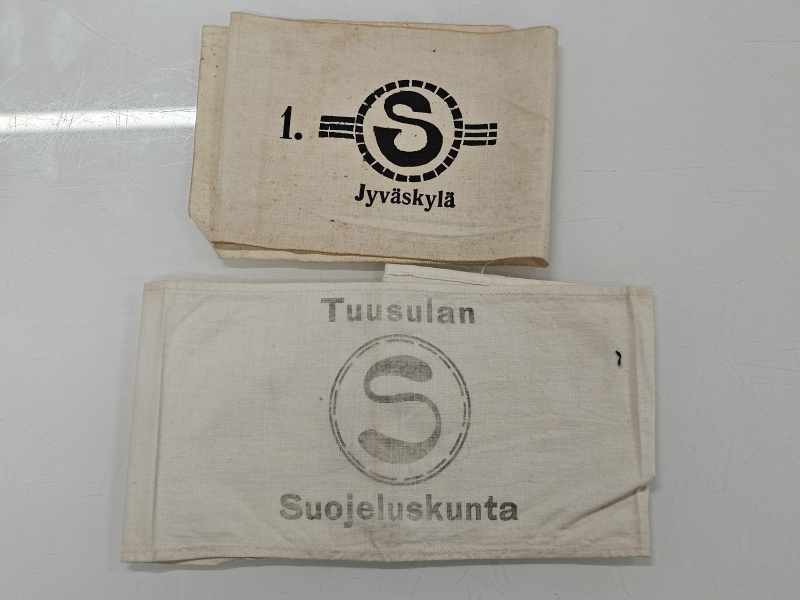 1. S
Jyväskylä
Tuusulan
S
Suojeluskunta